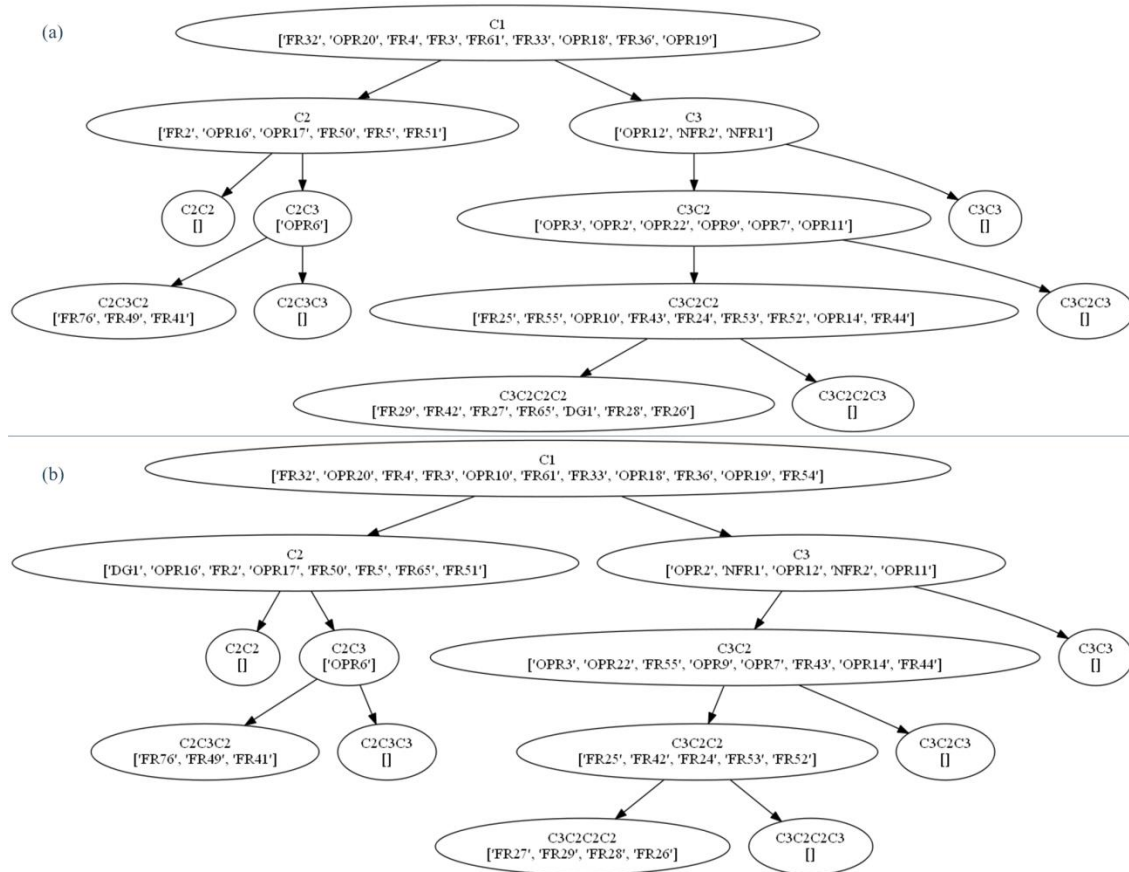 (a)
C1
['FR32', 'OPR20', 'FR4', 'FR3', 'FR61', 'FR33', 'OPR18', 'FR36', 'OPR19']
C2
['FR2', 'OPR16', 'OPR17', 'FR50', 'FR5', 'FR51']
C3
['OPR12', 'NFR2', 'NFR1']
C2C2
[]
C2C3
['OPR6']
C3C2
['OPR3', 'OPR2', 'OPR22', 'OPR9', 'OPR7', 'OPR11']
C3C3
[]
C2C3C2
['FR76', 'FR49', 'FR41']
C2C3C3
[]
C3C2C2
['FR25', 'FR55', 'OPR10', 'FR43', 'FR24', 'FR53', 'FR52', 'OPR14', 'FR44']
C3C2C3
[]
C3C2C2C2
['FR29', 'FR42', 'FR27', 'FR65', 'DG1', 'FR28', 'FR26']
C3C2C2C3
[]
(b)
C1
['FR32', 'OPR20', 'FR4', 'FR3', 'OPR10', 'FR61', 'FR33', 'OPR18', 'FR36', 'OPR19', 'FR54']
C2
['DG1', 'OPR16', 'FR2', 'OPR17', 'FR50', 'FR5', 'FR65', 'FR51']
C3
['OPR2', 'NFR1', 'OPR12', 'NFR2', 'OPR11']
C2C2
[]
C2C3
['OPR6']
C3C2
['OPR3', 'OPR22', 'FR55', 'OPR9', 'OPR7', 'FR43', 'OPR14', 'FR44']
C3C3
[]
C2C3C2
['FR76', 'FR49', 'FR41']
C2C3C3
[]
C3C2C2
['FR25', 'FR42', 'FR24', 'FR53', 'FR52']
C3C2C3
[]
C3C2C2C2
['FR27', 'FR29', 'FR28', 'FR26']
C3C2C2C3
[]